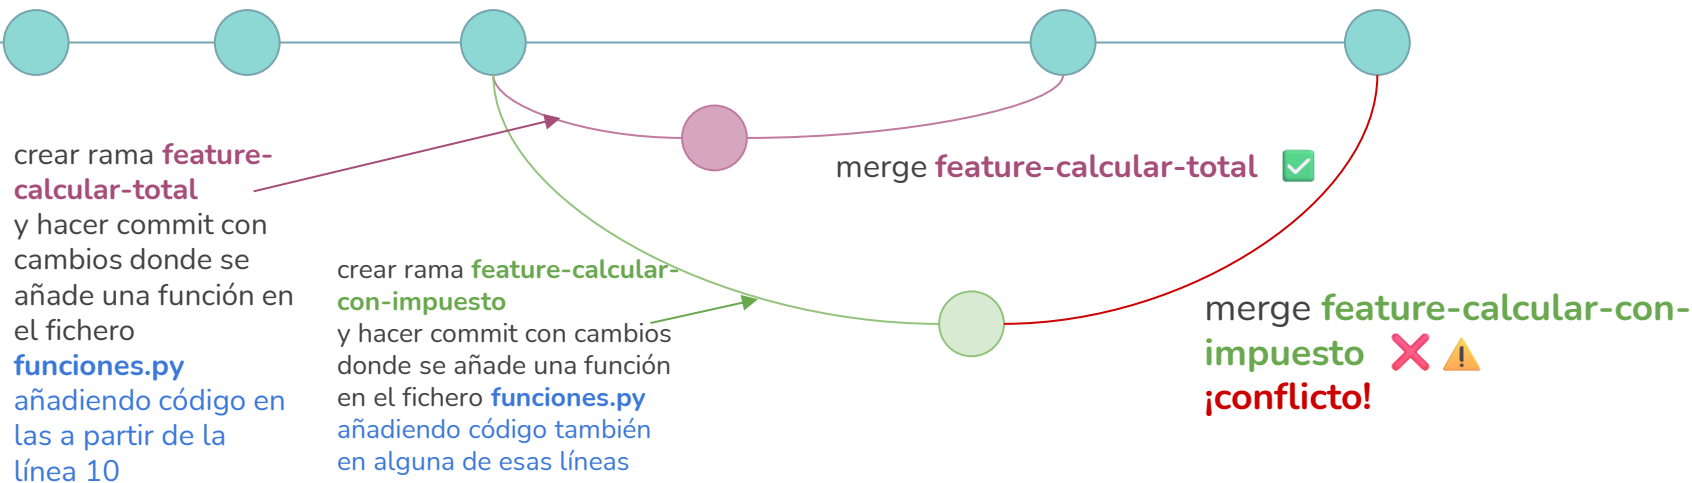 crear rama feature-
calcular-total
y hacer commit con
cambios donde se
añade una función en
el fichero
funciones.py
añadiendo código en
las a partir de la
línea 10
crear rama feature-calcular-
con-impuesto
y hacer commit con cambios
donde se añade una función
en el fichero funciones.py
añadiendo código también
en alguna de esas líneas
merge feature-calcular-total
merge feature-calcular-con-
impuesto
¡conflicto!